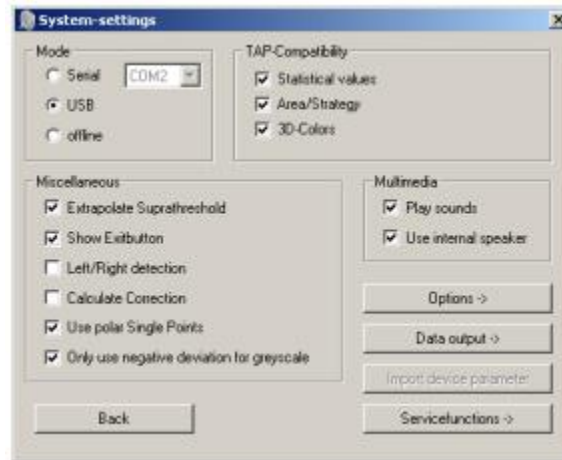 System-settings
Mode
Serial
COM2
USB
offline
TAP-Compatibility
Statistical values
Area/Strategy
3D-Colors
Miscellaneous
Extrapolate Suprathreshold
Show Exitbutton
Left/Right detection
Calculate Correction
Use polar Single Points
Only use negative deviation for greyscale
Multimedia
Play sounds
Use internal speaker
Options ->
Data output ->
Import device parameter
Servicefunctions ->
Back